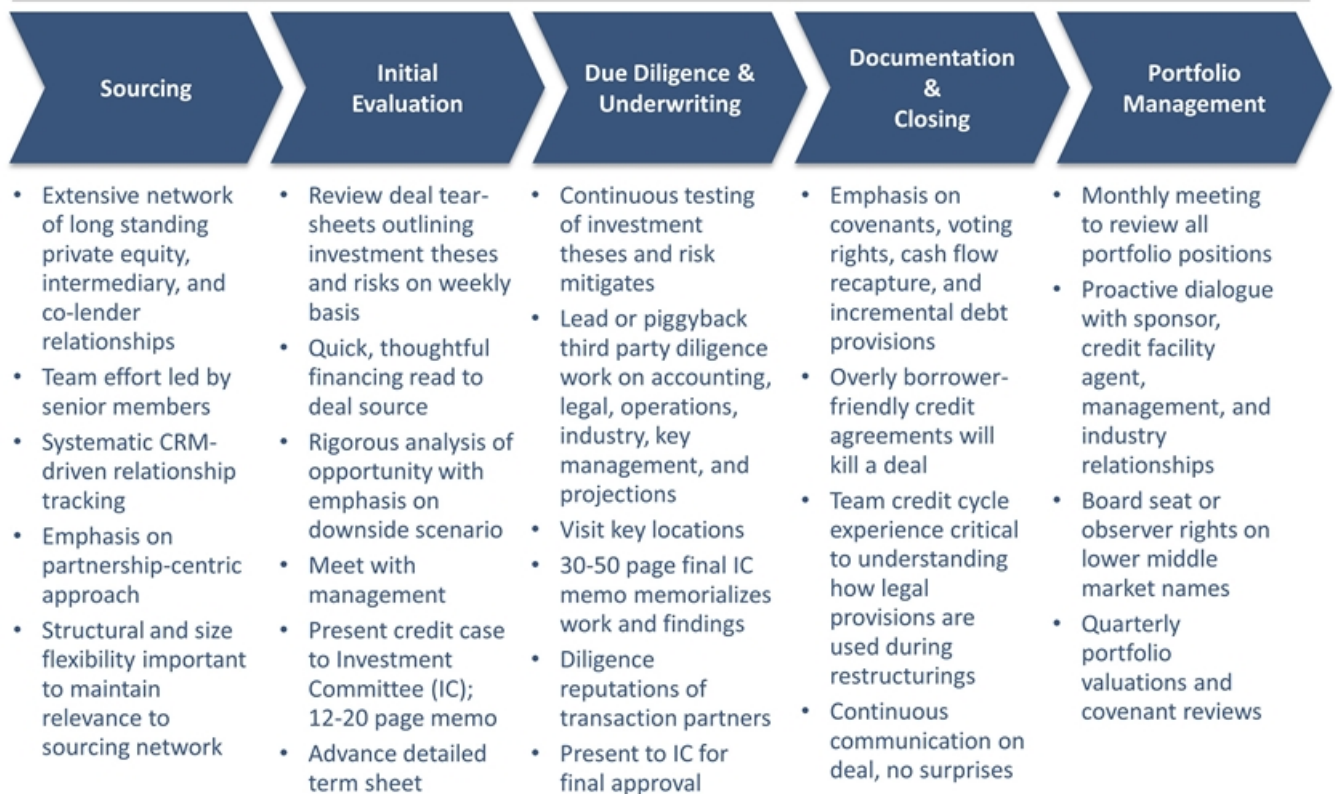 Sourcing
Initial
Evaluation
Due Diligence &
Underwriting
Documentation
&
Closing
Portfolio
Management
• Extensive network
of long standing
private equity,
intermediary, and
co-lender
relationships
• Team effort led by
senior members
• Systematic CRM-
driven relationship
tracking
• Emphasis on
partnership-centric
approach
• Structural and size
flexibility important
to maintain
relevance to
sourcing network
• Review deal tear-
sheets outlining
investment theses
and risks on weekly
basis
• Quick, thoughtful
financing read to
deal source
• Rigorous analysis of
opportunity with
emphasis on
downside scenario
• Meet with
management
• Present credit case
to Investment
Committee (IC);
12-20 page memo
• Advance detailed
term sheet
• Continuous testing
of investment
theses and risk
mitigates
• Lead or piggyback
third party diligence
work on accounting,
legal, operations,
industry, key
management, and
projections
• Visit key locations
• 30-50 page final IC
memo memorializes
work and findings
• Diligence
reputations of
transaction partners
• Present to IC for
final approval
• Emphasis on
covenants, voting
rights, cash flow
recapture, and
incremental debt
provisions
• Overly borrower-
friendly credit
agreements will
kill a deal
• Team credit cycle
experience critical
to understanding
how legal
provisions are
used during
restructurings
• Continuous
communication on
deal, no surprises
• Monthly meeting
to review all
portfolio positions
• Proactive dialogue
with sponsor,
credit facility
agent,
management, and
industry
relationships
• Board seat or
observer rights on
lower middle
market names
• Quarterly
portfolio
valuations and
covenant reviews